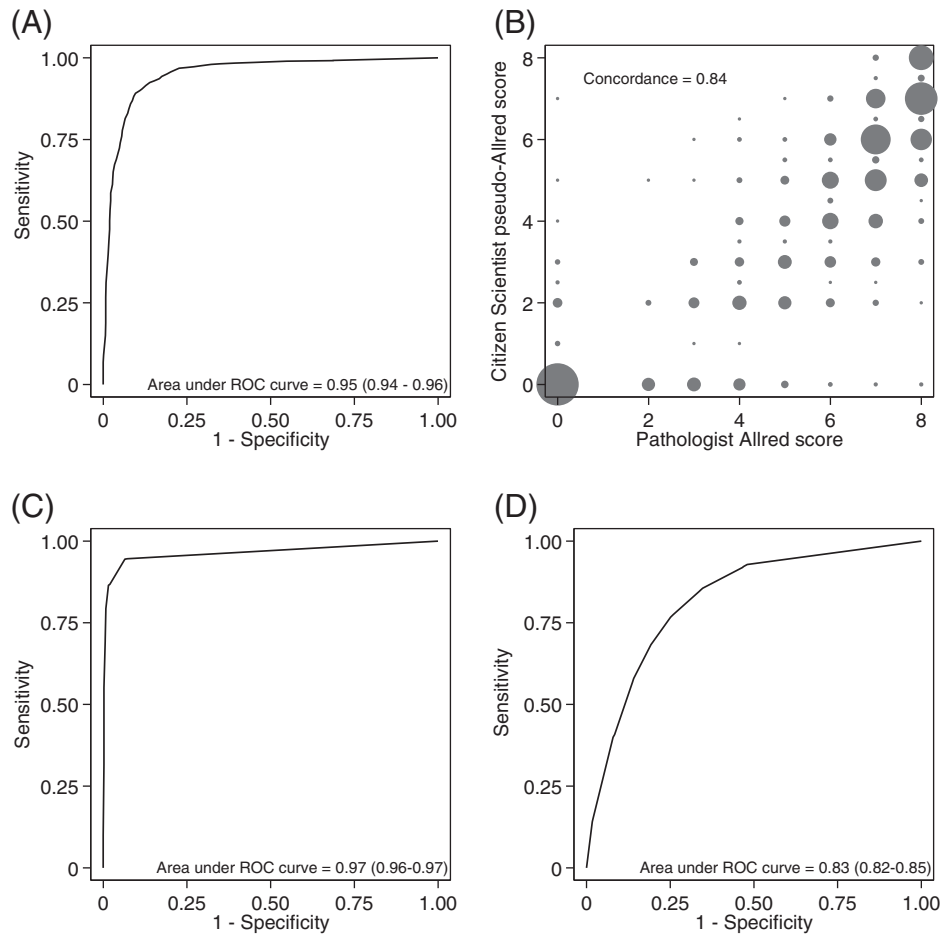 (A)
1.00
0.75
0.50
0.25
0
Sensitivity
Area under ROC curve = 0.95 (0.94 - 0.96)
0 0.25 0.50 0.75 1.00
1 - Specificity
(B)
8
6
4
2
0
Citizen Scientist pseudo-Allred score
Concordance = 0.84
0 2 4 6 8
Pathologist Allred score
(C)
1.00
0.75
0.50
0.25
0
Sensitivity
Area under ROC curve = 0.97 (0.96-0.97)
0 0.25 0.50 0.75 1.00
1 - Specificity
(D)
1.00
0.75
0.50
0.25
0
Sensitivity
Area under ROC curve = 0.83 (0.82-0.85)
0 0.25 0.50 0.75 1.00
1 - Specificity